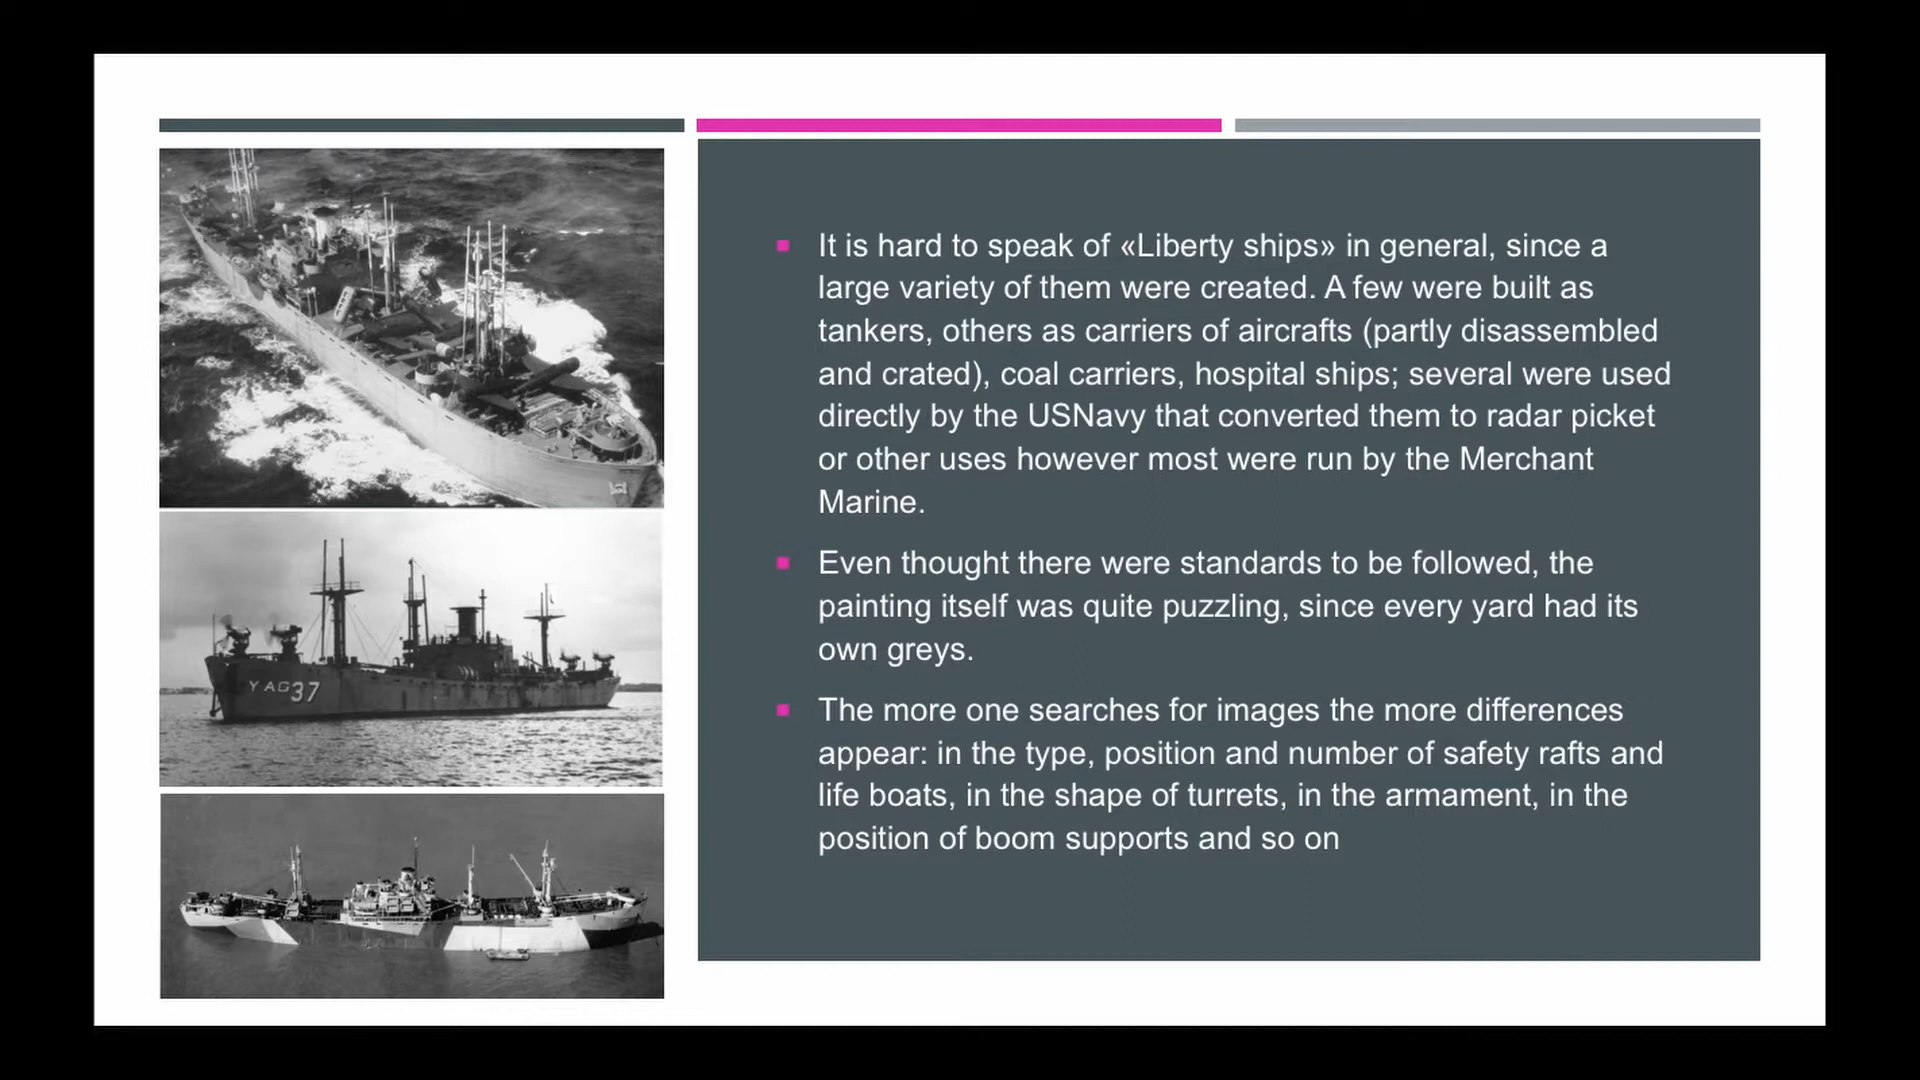 It is hard to speak of «Liberty ships» in general, since a
large variety of them were created. A few were built as
tankers, others as carriers of aircrafts (partly disassembled
and crated), coal carriers, hospital ships; several were used
directly by the USNavy that converted them to radar picket
or other uses however most were run by the Merchant
Marine.
Even thought there were standards to be followed, the
painting itself was quite puzzling, since every yard had its
own greys.
The more one searches for images the more differences
appear: in the type, position and number of safety rafts and
life boats, in the shape of turrets, in the armament, in the
position of boom supports and so on
YAG37